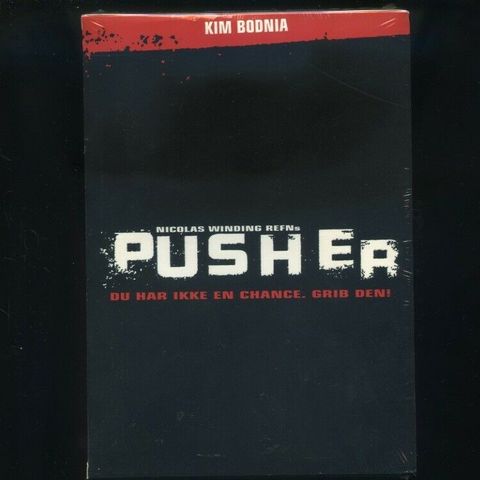 KIM BODNIA
NICOLAS WINDING REFNs
PUSHER
DU HAR IKKE EN CHANCE. GRIB DEN!